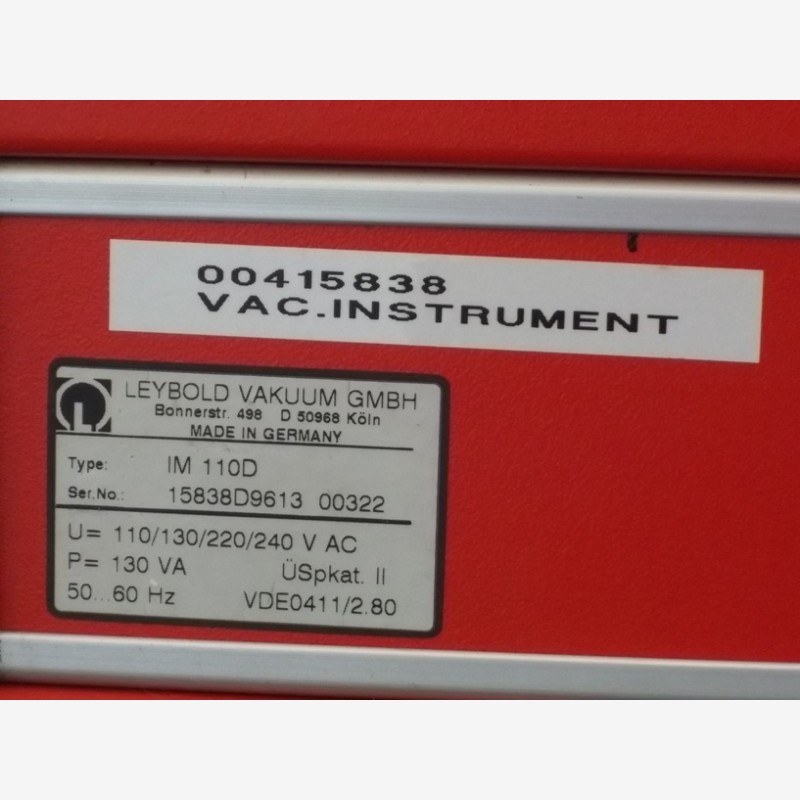 00415838
VAC.INSTRUMENT
L
LEYBOLD VAKUUM GMBH
Bonnerstr. 498 D 50968 Köln
MADE IN GERMANY
Type: IM 110D
Ser.No.: 15838D9613 00322
U= 110/130/220/240 V AC
P= 130 VA ÜSpkat. II
50...60 Hz VDE0411/2.80